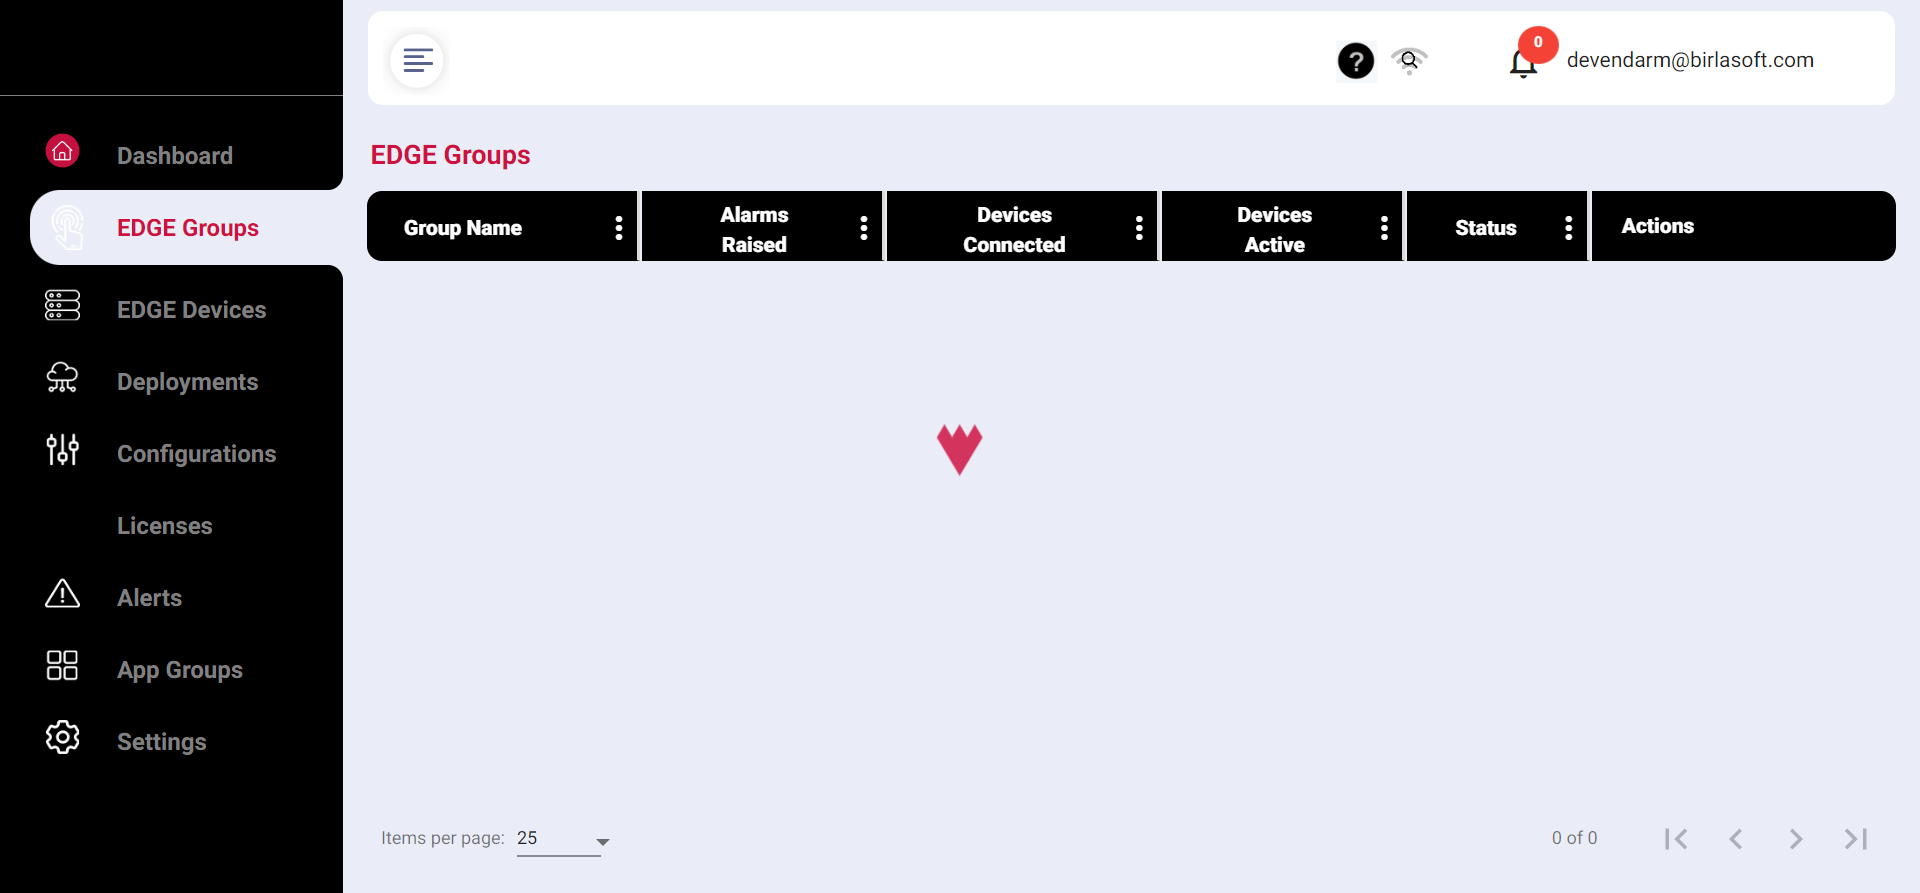 0
devendarm@birlasoft.com
Dashboard
EDGE Groups
EDGE Devices
Deployments
Configurations
Licenses
Alerts
App Groups
Settings
EDGE Groups
Group Name
Alarms
Raised
Devices
Connected
Devices
Active
Status
Actions
Items per page: 25
0 of 0